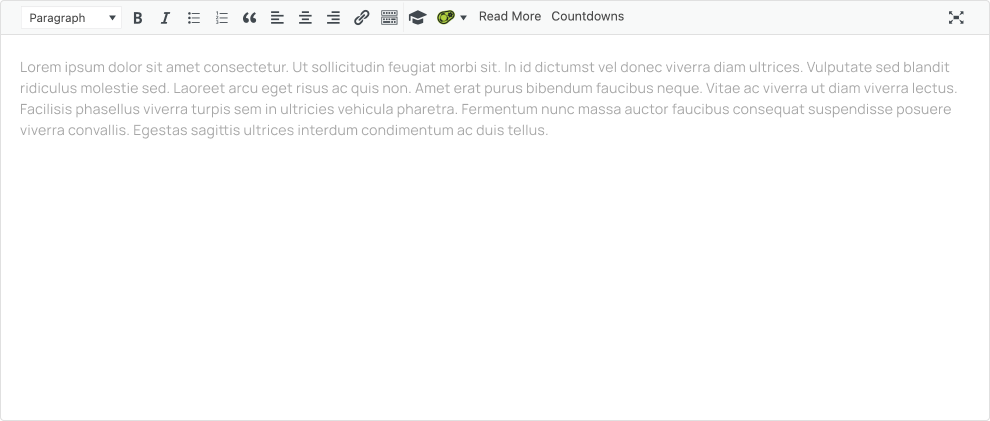 Paragraph B I Read More Countdowns
Lorem ipsum dolor sit amet consectetur. Ut sollicitudin feugiat morbi sit. In id dictumst vel donec viverra diam ultrices. Vulputate sed blandit
ridiculus molestie sed. Laoreet arcu eget risus ac quis non. Amet erat purus bibendum faucibus neque. Vitae ac viverra ut diam viverra lectus.
Facilisis phasellus viverra turpis sem in ultricies vehicula pharetra. Fermentum nunc massa auctor faucibus consequat suspendisse posuere
viverra convallis. Egestas sagittis ultrices interdum condimentum ac duis tellus.